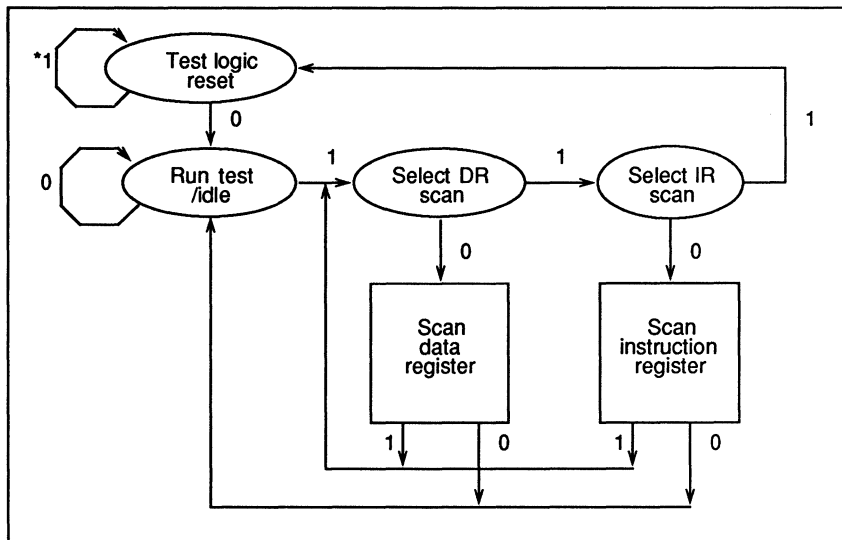 *1
Test logic
reset
0
1
0
Run test
/idle
1
Select DR
scan
1
Select IR
scan
0
0
Scan
data
register
Scan
instruction
register
1
0
1
0